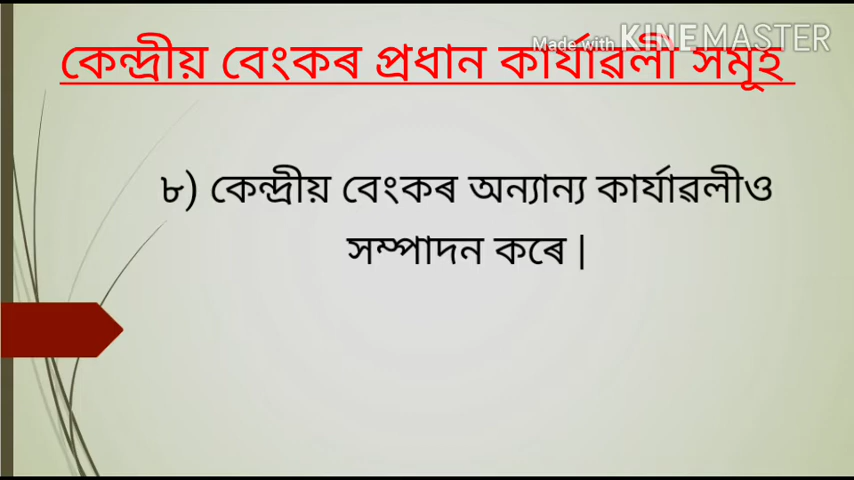 Made with KINEMASTER
কেন্দ্ৰীয় বেংকৰ প্ৰধান কাৰ্যাৱলী সমূহ
৮) কেন্দ্ৰীয় বেংকৰ অন্যান্য কাৰ্যাৱলীও
সম্পাদন কৰে |